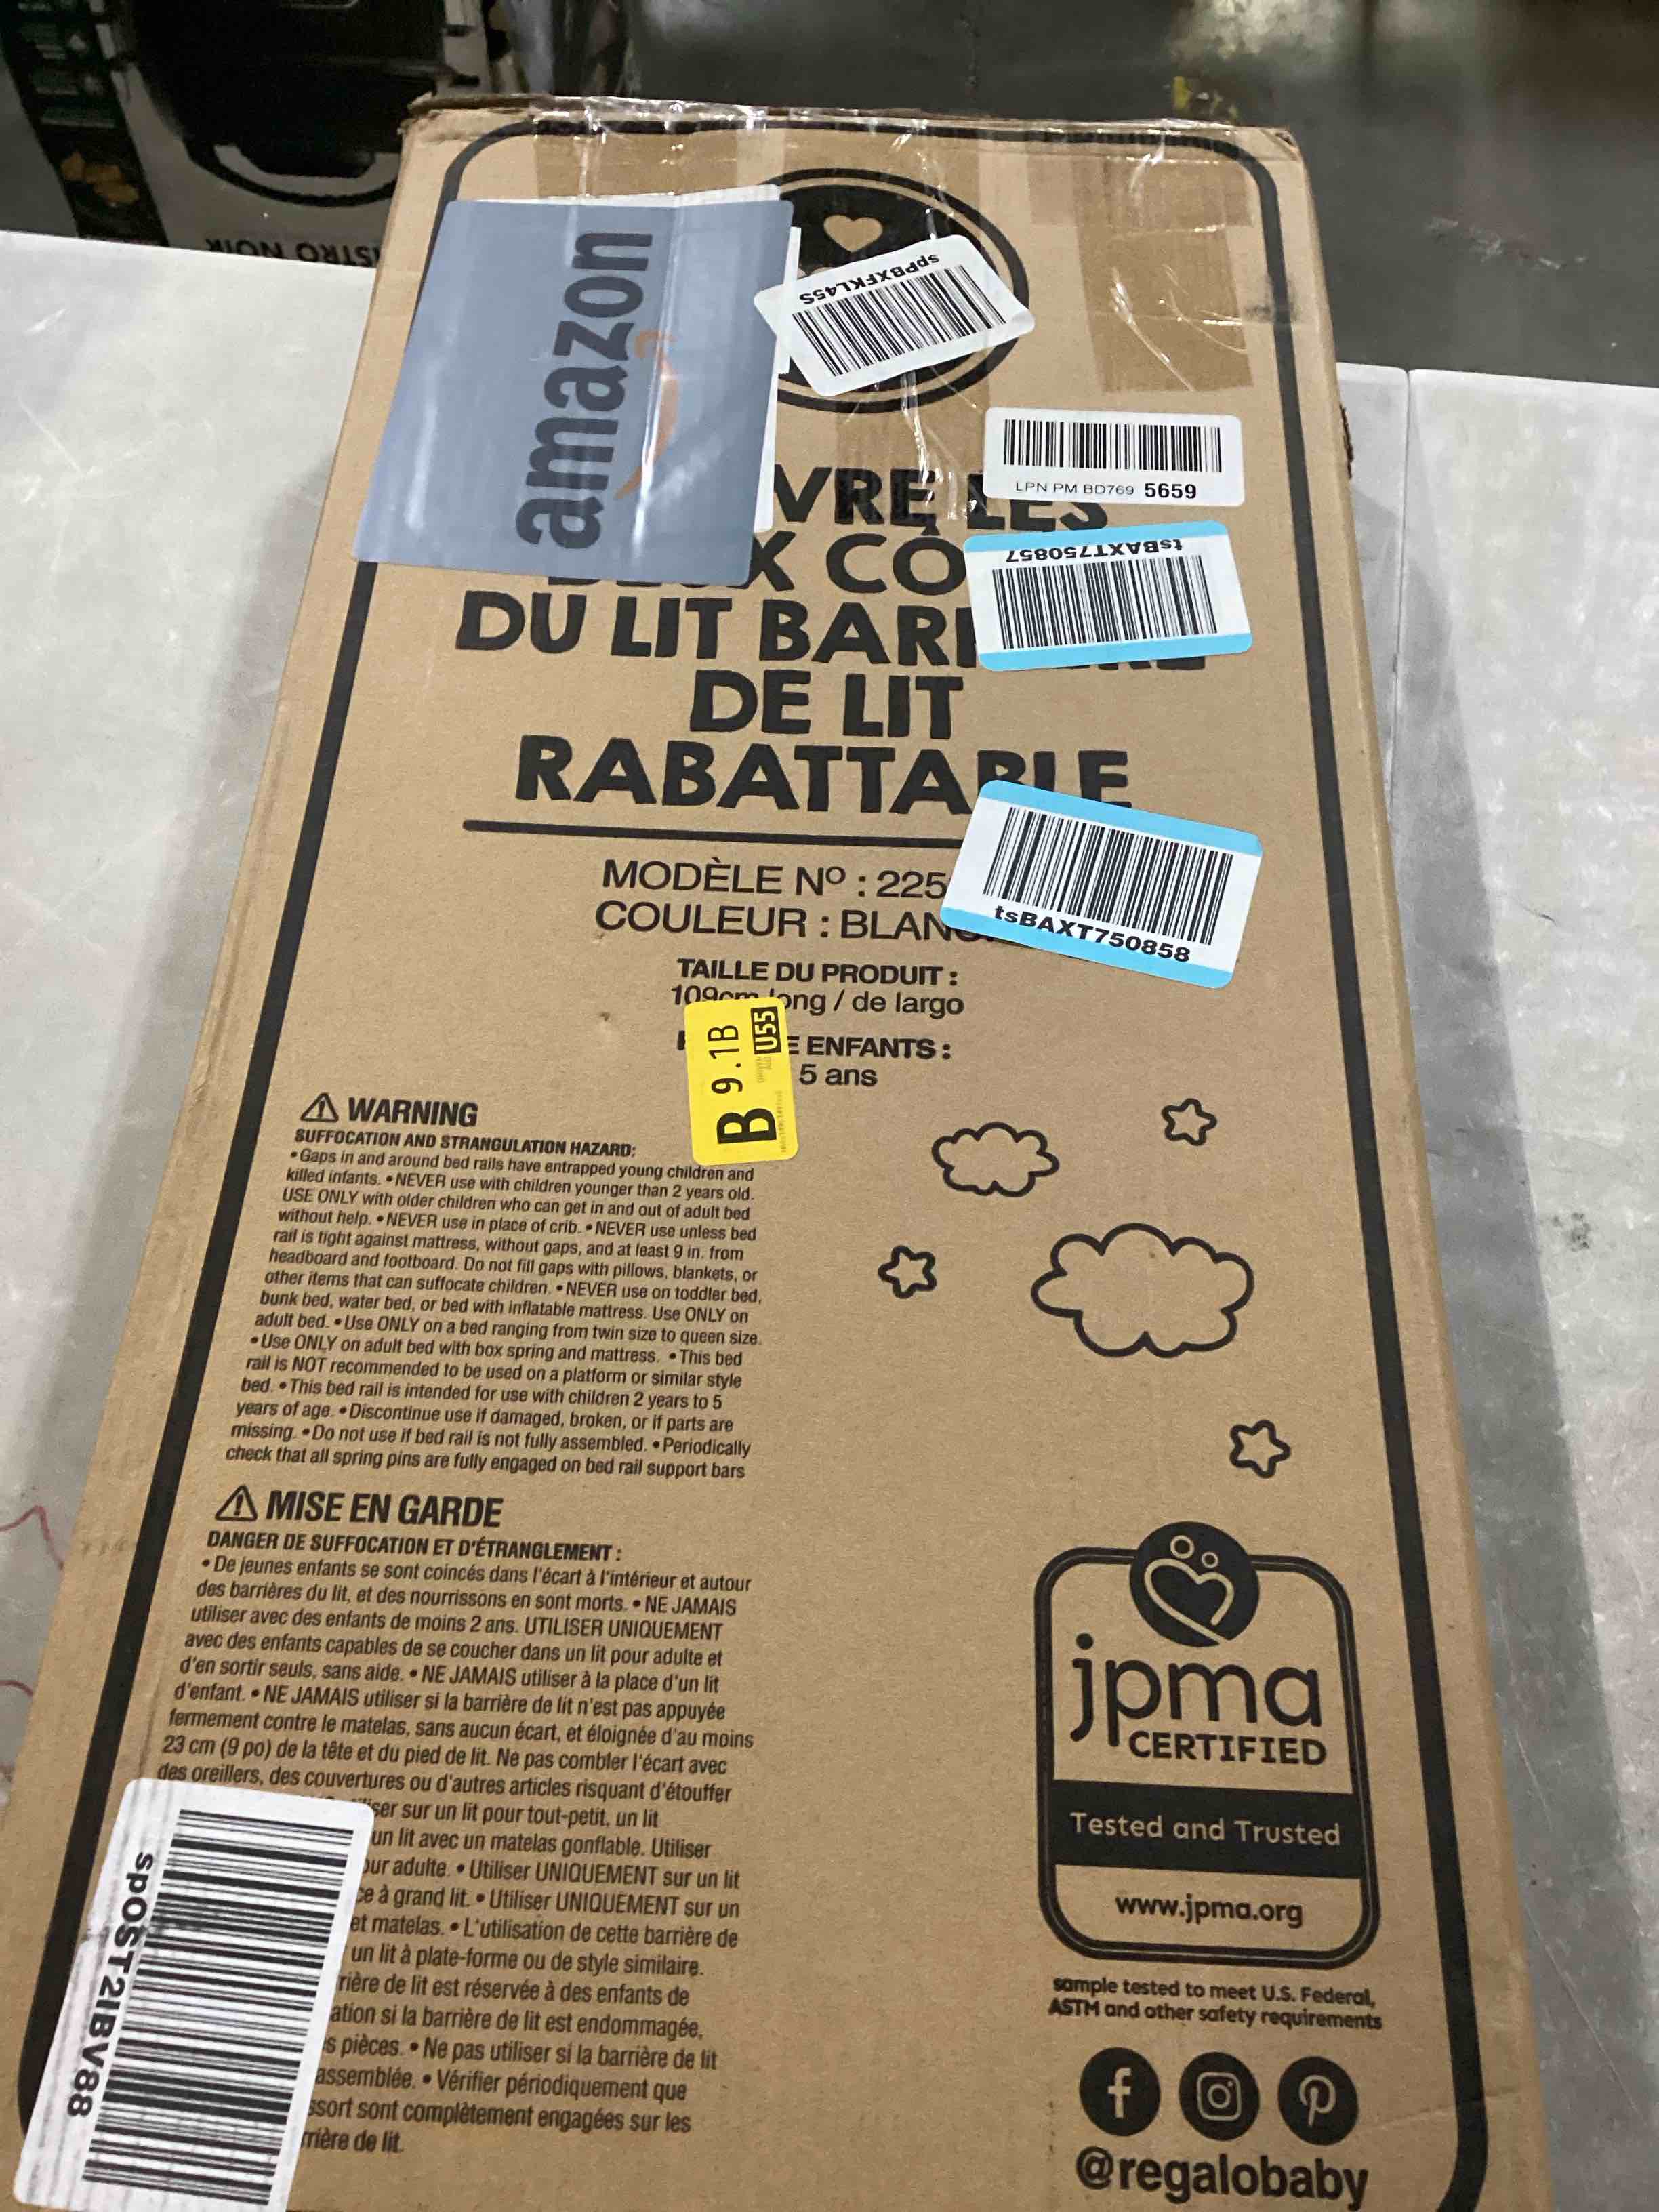 ISTRO NOIR
amazon
spPBXFKL45S
LPN PM BD769 5659
VRE LES
X CÔ
tsBAXT750857
DU LIT
DE LIT
RABATTABLE
MODÈLE Nº : 225
COULEUR : BLAN
tsBAXT750858
TAILLE DU PRODUIT :
109cm long / de largo
ENFANTS :
5 ans
B 9.1B U55
WARNING
SUFFOCATION AND STRANGULATION HAZARD:
• Gaps in and around bed rails have entrapped young children and
killed infants. • NEVER use with children younger than 2 years old.
USE ONLY with older children who can get in and out of adult bed
without help. • NEVER use in place of crib. • NEVER use unless bed
rail is tight against mattress, without gaps, and at least 9 in. from
headboard and footboard. Do not fill gaps with pillows, blankets, or
other items that can suffocate children. • NEVER use on toddler bed,
bunk bed, water bed, or bed with inflatable mattress. Use ONLY on
adult bed. • Use ONLY on a bed ranging from twin size to queen size.
• Use ONLY on adult bed with box spring and mattress. • This bed
rail is NOT recommended to be used on a platform or similar style
bed. • This bed rail is intended for use with children 2 years to 5
years of age. • Discontinue use if damaged, broken, or if parts are
missing. • Do not use if bed rail is not fully assembled. • Periodically
check that all spring pins are fully engaged on bed rail support bars
MISE EN GARDE
DANGER DE SUFFOCATION ET D'ÉTRANGLEMENT :
• De jeunes enfants se sont coincés dans l'écart à l'intérieur et autour
des barrières du lit, et des nourrissons en sont morts. • NE JAMAIS
utiliser avec des enfants de moins 2 ans. UTILISER UNIQUEMENT
avec des enfants capables de se coucher dans un lit pour adulte et
d'en sortir seuls, sans aide. • NE JAMAIS utiliser à la place d'un lit
d'enfant. • NE JAMAIS utiliser si la barrière de lit n'est pas appuyée
fermement contre le matelas, sans aucun écart, et éloignée d'au moins
23 cm (9 po) de la tête et du pied de lit. Ne pas combler l'écart avec
des oreillers, des couvertures ou d'autres articles risquant d'étouffer
iser sur un lit pour tout-petit, un lit
un lit avec un matelas gonflable. Utiliser
our adulte. • Utiliser UNIQUEMENT sur un lit
ce à grand lit. • Utiliser UNIQUEMENT sur un
et matelas. • L'utilisation de cette barrière de
un lit à plate-forme ou de style similaire.
rière de lit est réservée à des enfants de
ation si la barrière de lit est endommagée,
s pièces. • Ne pas utiliser si la barrière de lit
assemblée. • Vérifier périodiquement que
ssort sont complètement engagées sur les
rrière de lit.
spOST2IBV88
jpma
CERTIFIED
Tested and Trusted
www.jpma.org
sample tested to meet U.S. Federal,
ASTM and other safety requirements
@regalobaby